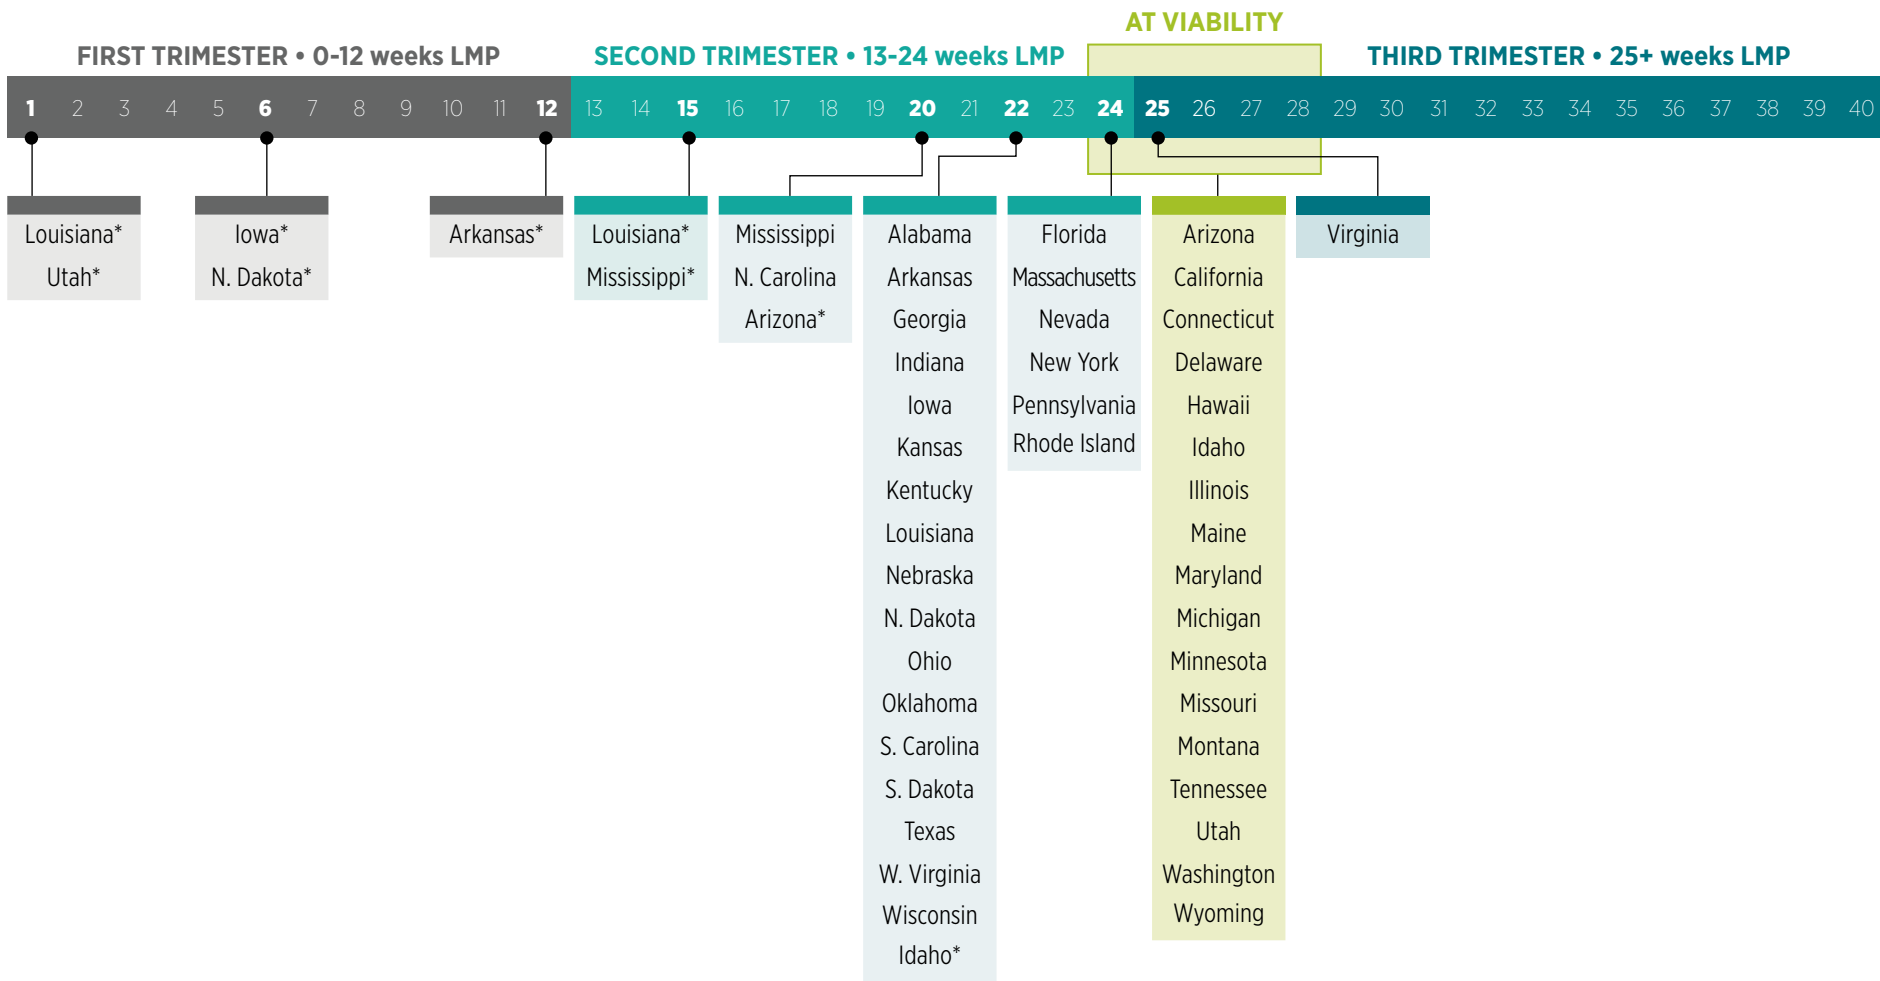 AT VIABILITY
FIRST TRIMESTER • 0-12 weeks LMP
SECOND TRIMESTER • 13-24 weeks LMP
THIRD TRIMESTER • 25+ weeks LMP
1 2 3 4 5 6 7 8 9 10 11 12 13 14 15 16 17 18 19 20 21 22 23 24 25 26 27 28 29 30 31 32 33 34 35 36 37 38 39 40
Louisiana*
Utah*
Iowa*
N. Dakota*
Arkansas*
Louisiana*
Mississippi*
Mississippi
N. Carolina
Arizona*
Alabama
Arkansas
Georgia
Indiana
Iowa
Kansas
Kentucky
Louisiana
Nebraska
N. Dakota
Ohio
Oklahoma
S. Carolina
S. Dakota
Texas
W. Virginia
Wisconsin
Idaho*
Florida
Massachusetts
Nevada
New York
Pennsylvania
Rhode Island
Arizona
California
Connecticut
Delaware
Hawaii
Idaho
Illinois
Maine
Maryland
Michigan
Minnesota
Missouri
Montana
Tennessee
Utah
Washington
Wyoming
Virginia